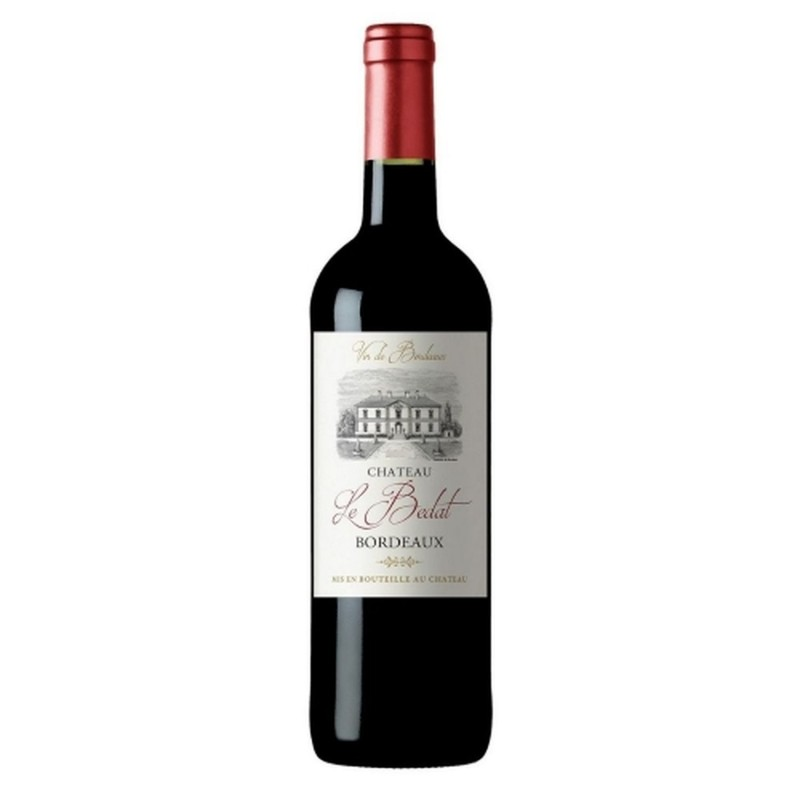 Vin de Bordeaux
CHATEAU
Le Bedat
BORDEAUX
MIS EN BOUTEILLE AU CHATEAU